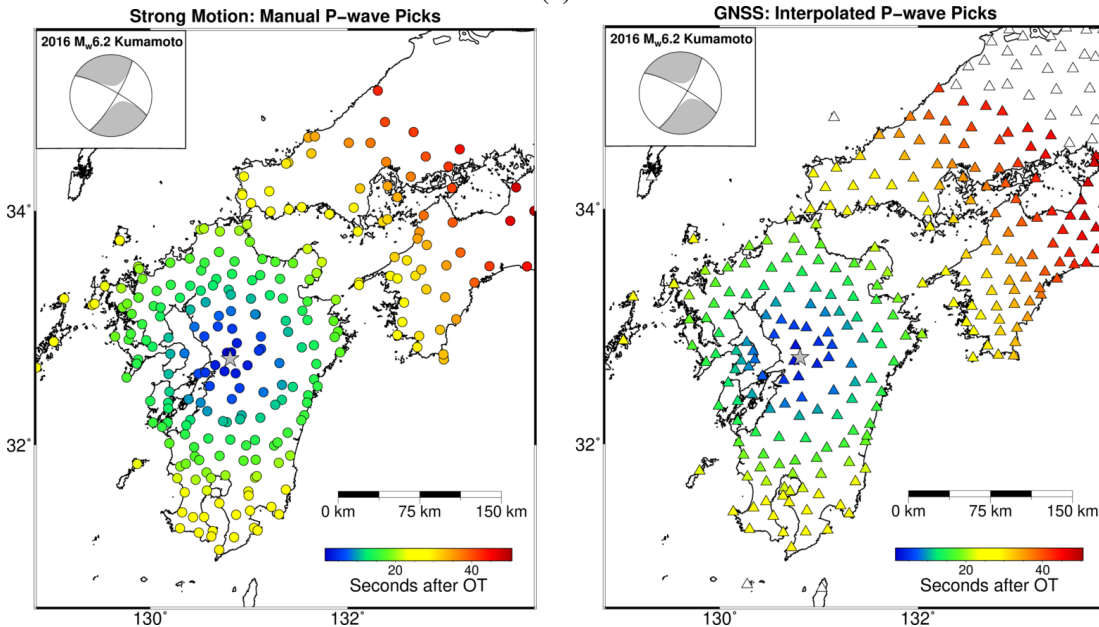 Strong Motion: Manual P-wave Picks
2016 Mw6.2 Kumamoto
34°
32°
0 km 75 km 150 km
20 40
Seconds after OT
130° 132°
GNSS: Interpolated P-wave Picks
2016 Mw6.2 Kumamoto
34°
32°
0 km 75 km 150 km
20 40
Seconds after OT
130° 132°